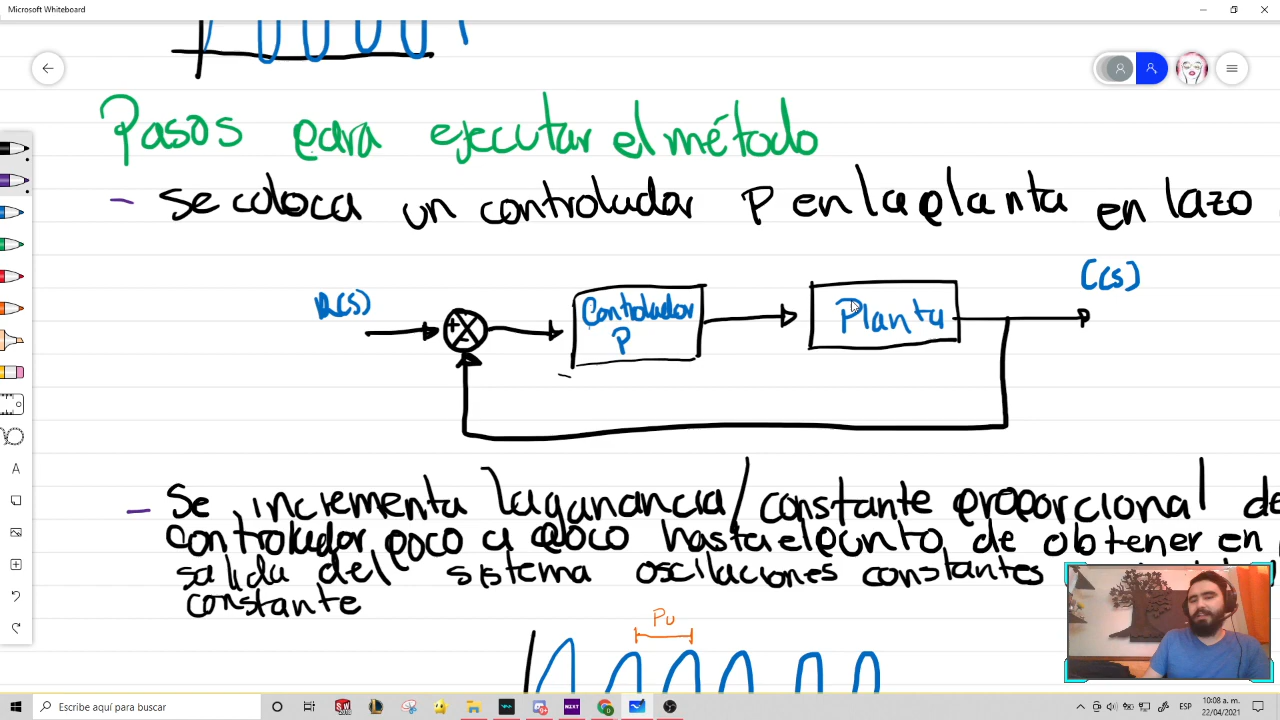 Microsoft Whiteboard
Pasos para ejecutar el método
- se coloca un controlador P en la planta en lazo
R(s)
C(s)
+
-
Controlador
P
Planta
- Se incrementa la ganancia/constante proporcional de
controlador poco a poco hasta el punto de obtener en
salida del sistema oscilaciones constantes
constante
Pu
A
Escribe aquí para buscar
ESP
10:08 a. m.
22/04/2021